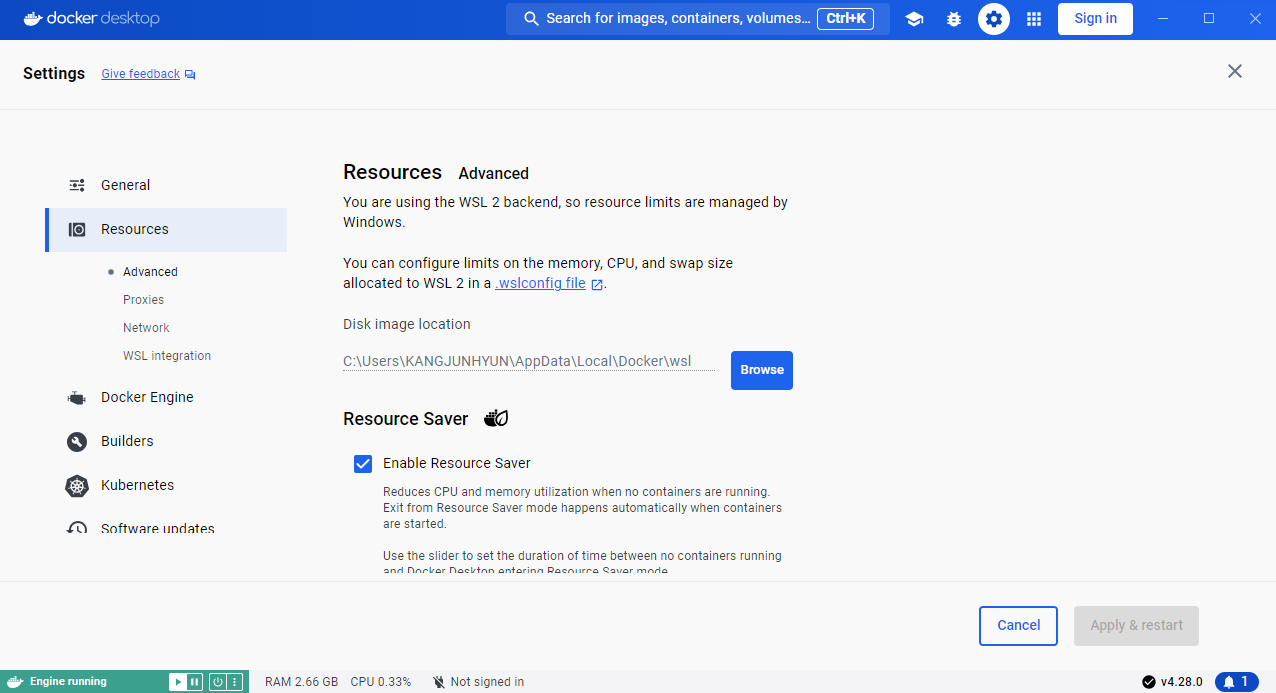 docker desktop
Search for images, containers, volumes... Ctrl+K
Sign in
Settings Give feedback
General
Resources
Advanced
Proxies
Network
WSL integration
Docker Engine
Builders
Kubernetes
Software updates
Resources Advanced
You are using the WSL 2 backend, so resource limits are managed by
Windows.
You can configure limits on the memory, CPU, and swap size
allocated to WSL 2 in a .wslconfig file.
Disk image location
C:\Users\KANGJUNHYUN\AppData\Local\Docker\wsl
Browse
Resource Saver
Enable Resource Saver
Reduces CPU and memory utilization when no containers are running.
Exit from Resource Saver mode happens automatically when containers
are started.
Use the slider to set the duration of time between no containers running
and Docker Desktop entering Resource Saver mode
Cancel
Apply & restart
Engine running
RAM 2.66 GB CPU 0.33%
Not signed in
v4.28.0
1